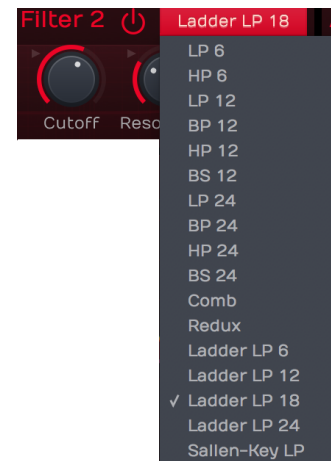 Filter 2 Ladder LP 18
LP 6
HP 6
LP 12
Cutoff
BP 12
HP 12
BS 12
LP 24
BP 24
HP 24
BS 24
Comb
Redux
Ladder LP 6
Ladder LP 12
✓ Ladder LP 18
Ladder LP 24
Sallen-Key LP